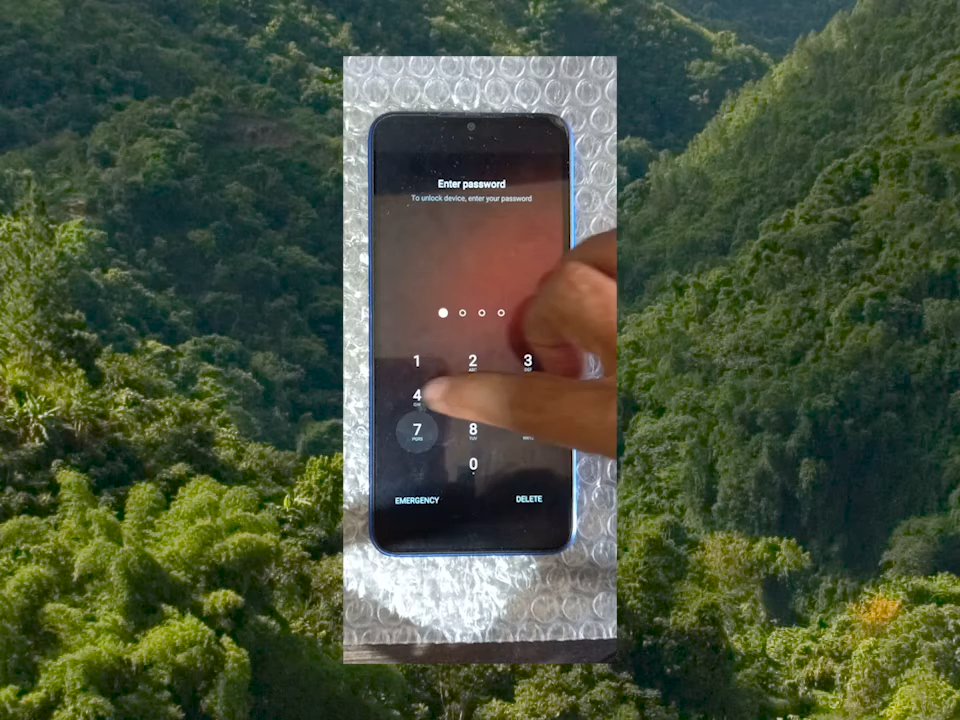 Enter password
To unlock device, enter your password
1 2 3
ABC DEF
4
GHI
7 8
PQRS TUV
0
EMERGENCY DELETE